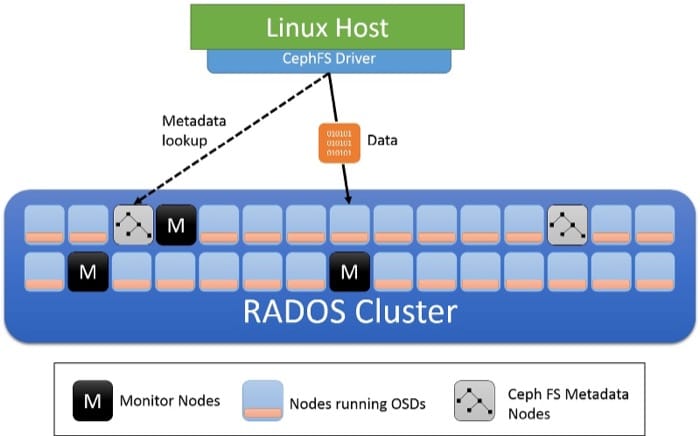 Linux Host
CephFS Driver
Metadata
lookup
010101
010101
010101
Data
M
M
M
RADOS Cluster
M
Monitor Nodes
Nodes running OSDs
Ceph FS Metadata
Nodes